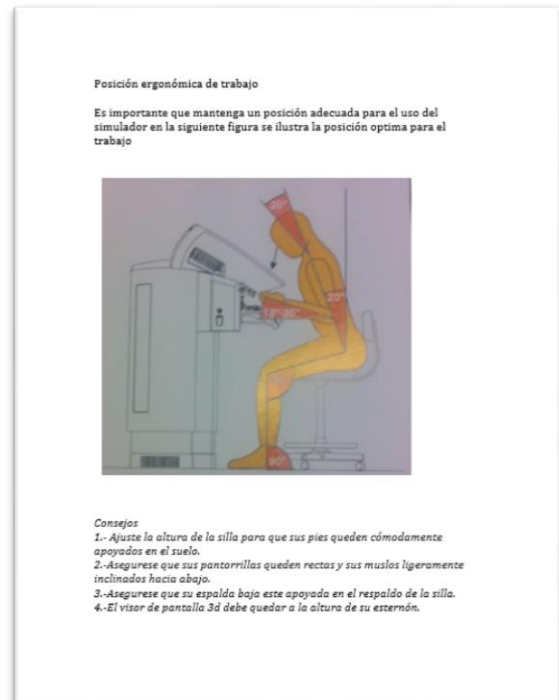 Posición ergonómica de trabajo
Es importante que mantenga un posición adecuada para el uso del
simulador en la siguiente figura se ilustra la posición optima para el
trabajo
20°
20°
90°
Consejos
1.- Ajuste la altura de la silla para que sus pies queden cómodamente
apoyados en el suelo.
2.-Asegurese que sus pantorrillas queden rectas y sus muslos ligeramente
inclinados hacia abajo.
3.-Asegurese que su espalda baja este apoyada en el respaldo de la silla.
4.-El visor de pantalla 3d debe quedar a la altura de su esternón.